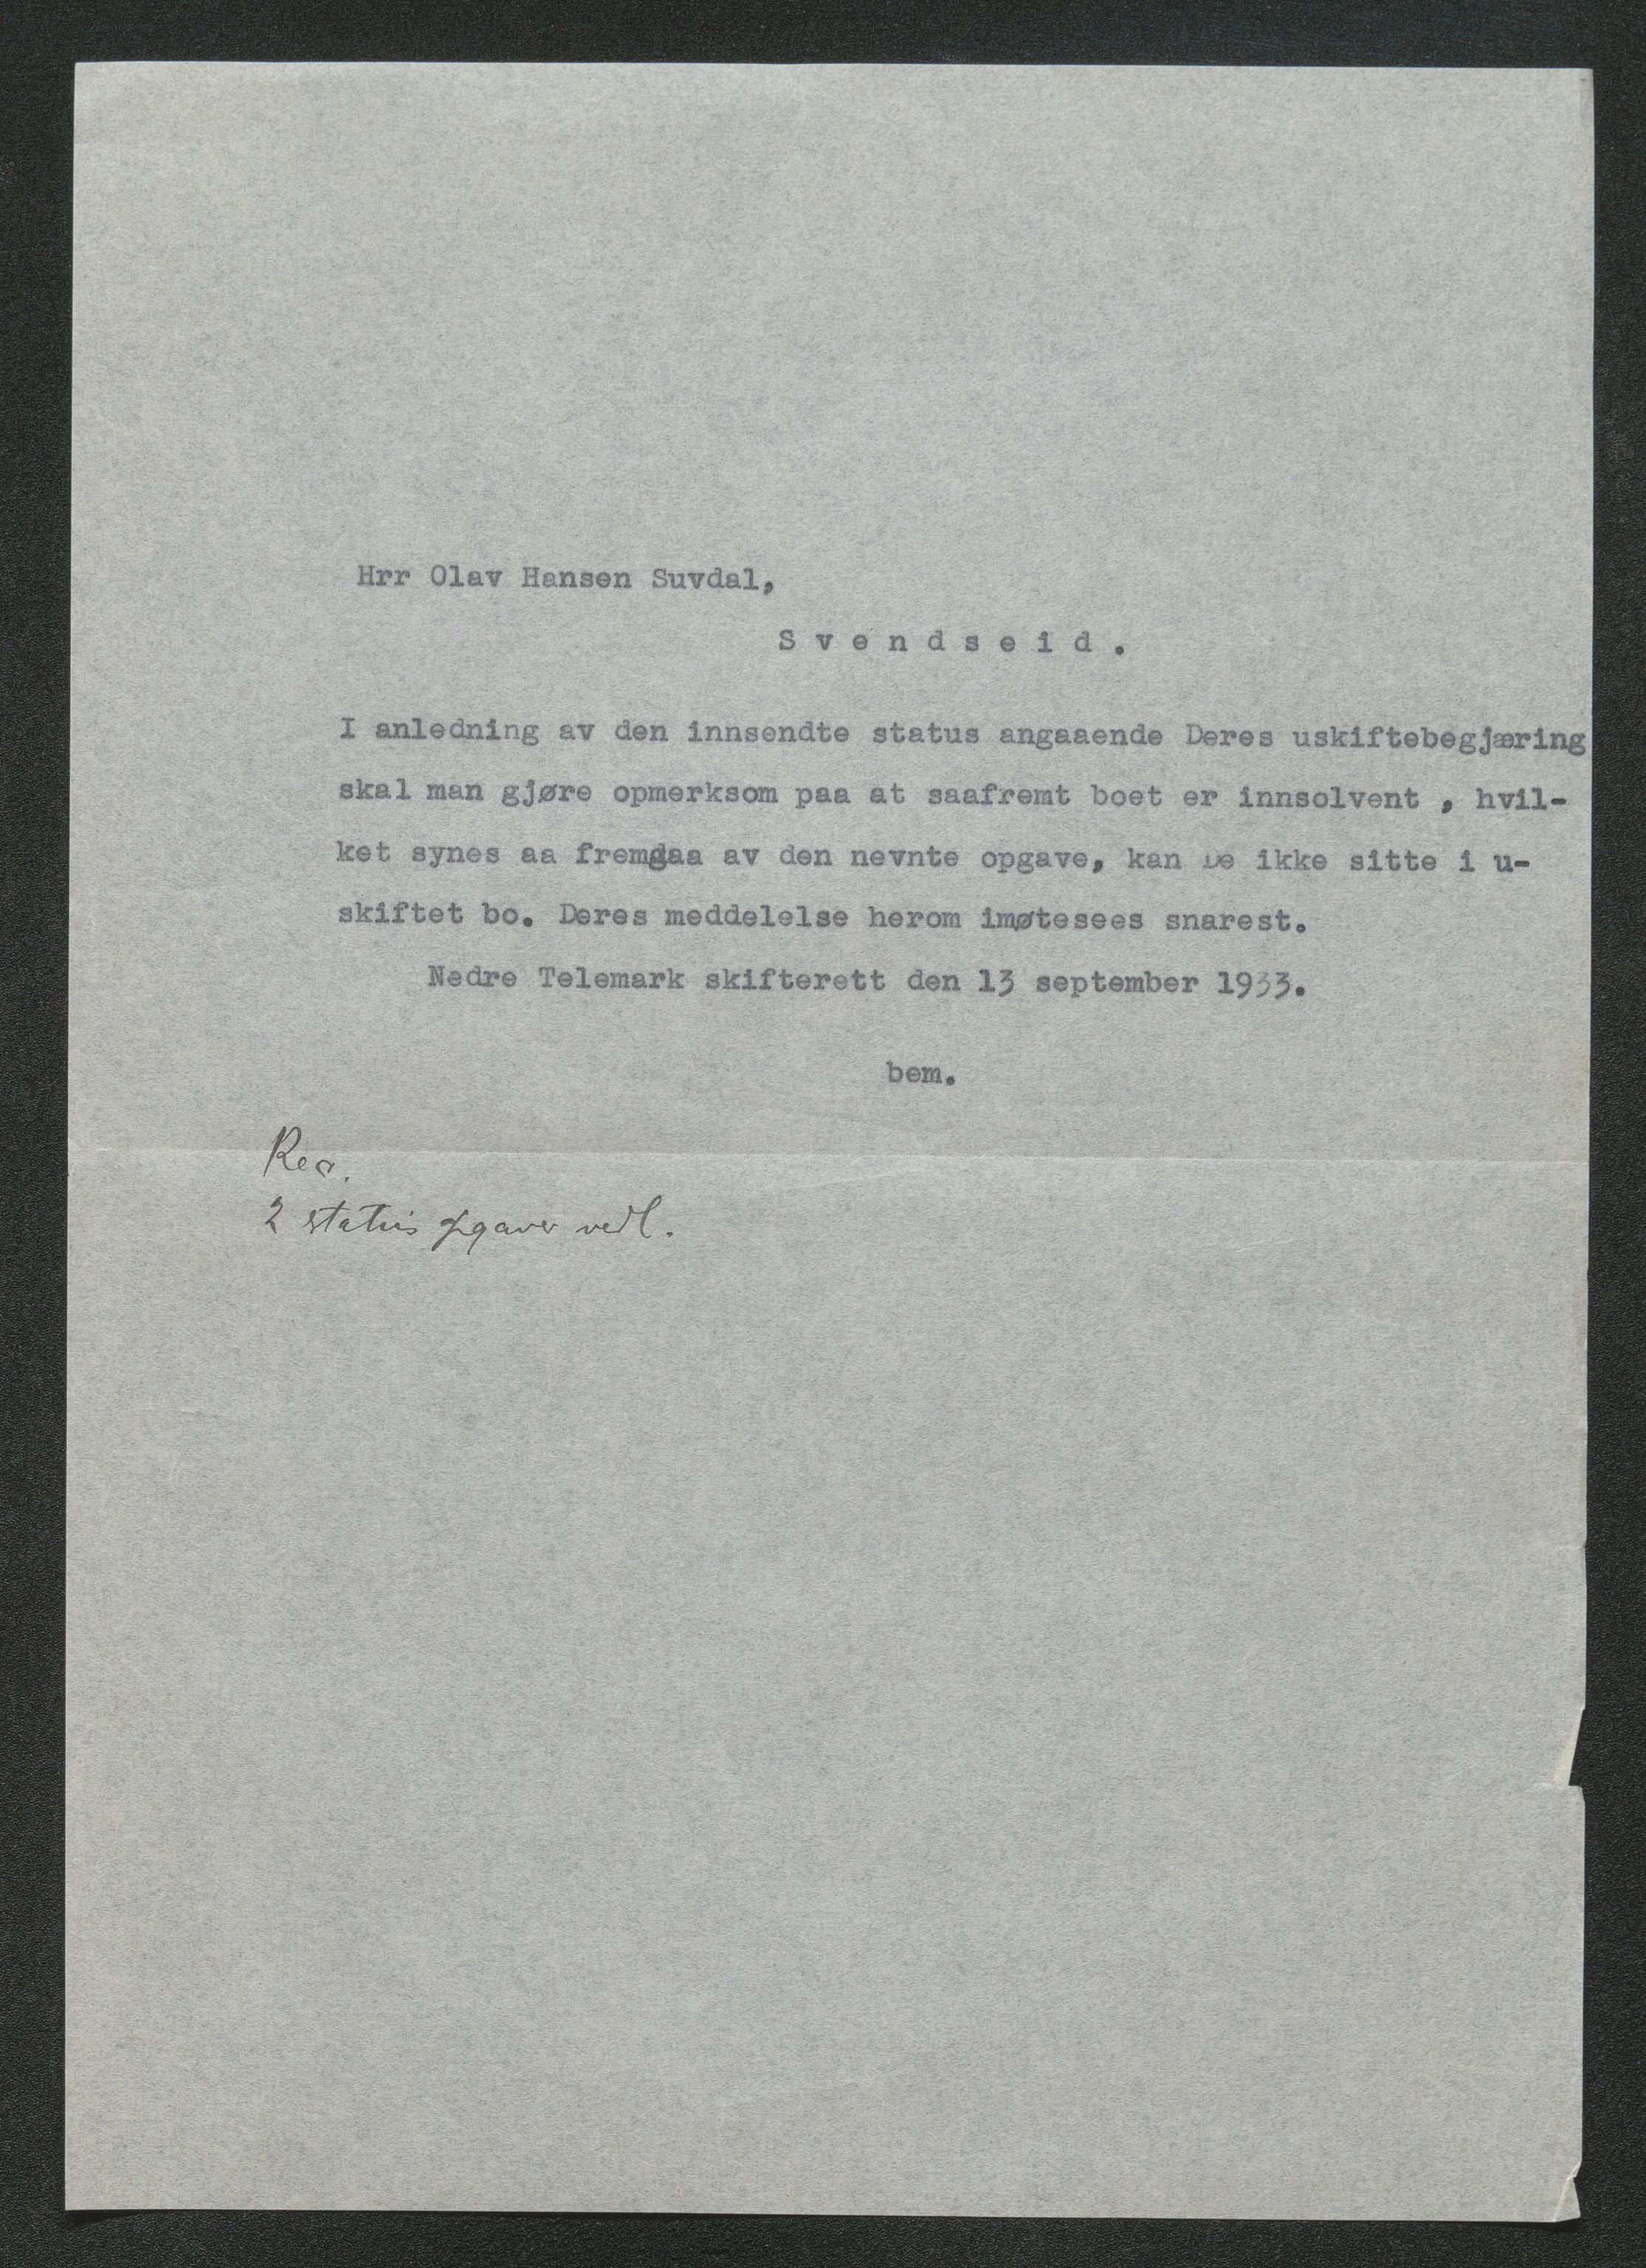 Hrr Olav Hansen Suvdal,
S v e n d s e i d .
I anledning av den innsendte status angaaende Deres uskiftebegjæring
skal man gjøre opmerksom paa at saafremt boet er innsolvent , hvil-
ket synes aa fremgaa av den nevnte opgave, kan De ikke sitte i u-
skiftet bo. Deres meddelelse herom imøtesees snarest.
Nedre Telemark skifterett den 13 september 1933.
bem.
2 status opgaver vedl.